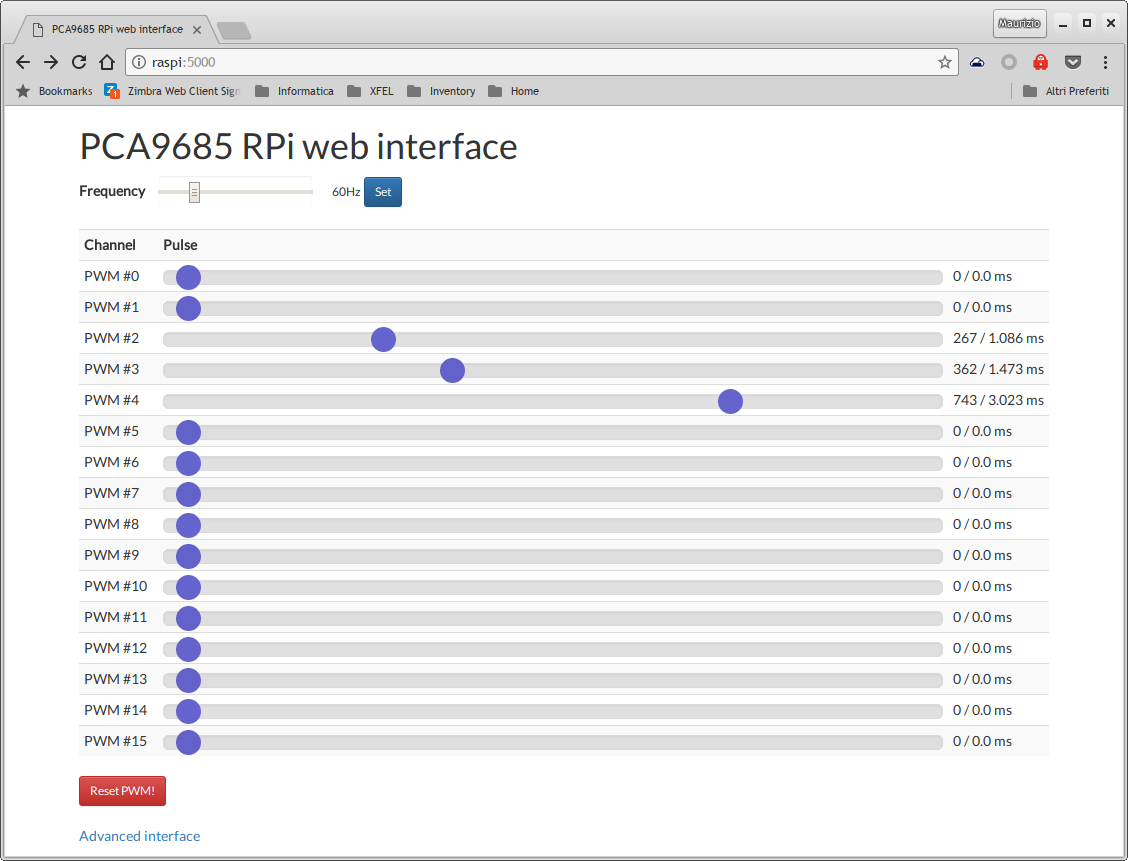 PCA9685 RPi web interface
Maurizio
raspi:5000
Bookmarks Zimbra Web Client Sign Informatica XFEL Inventory Home Altri Preferiti
PCA9685 RPi web interface
Frequency 60Hz Set
Channel Pulse
PWM #0 0 / 0.0 ms
PWM #1 0 / 0.0 ms
PWM #2 267 / 1.086 ms
PWM #3 362 / 1.473 ms
PWM #4 743 / 3.023 ms
PWM #5 0 / 0.0 ms
PWM #6 0 / 0.0 ms
PWM #7 0 / 0.0 ms
PWM #8 0 / 0.0 ms
PWM #9 0 / 0.0 ms
PWM #10 0 / 0.0 ms
PWM #11 0 / 0.0 ms
PWM #12 0 / 0.0 ms
PWM #13 0 / 0.0 ms
PWM #14 0 / 0.0 ms
PWM #15 0 / 0.0 ms
Reset PWM!
Advanced interface